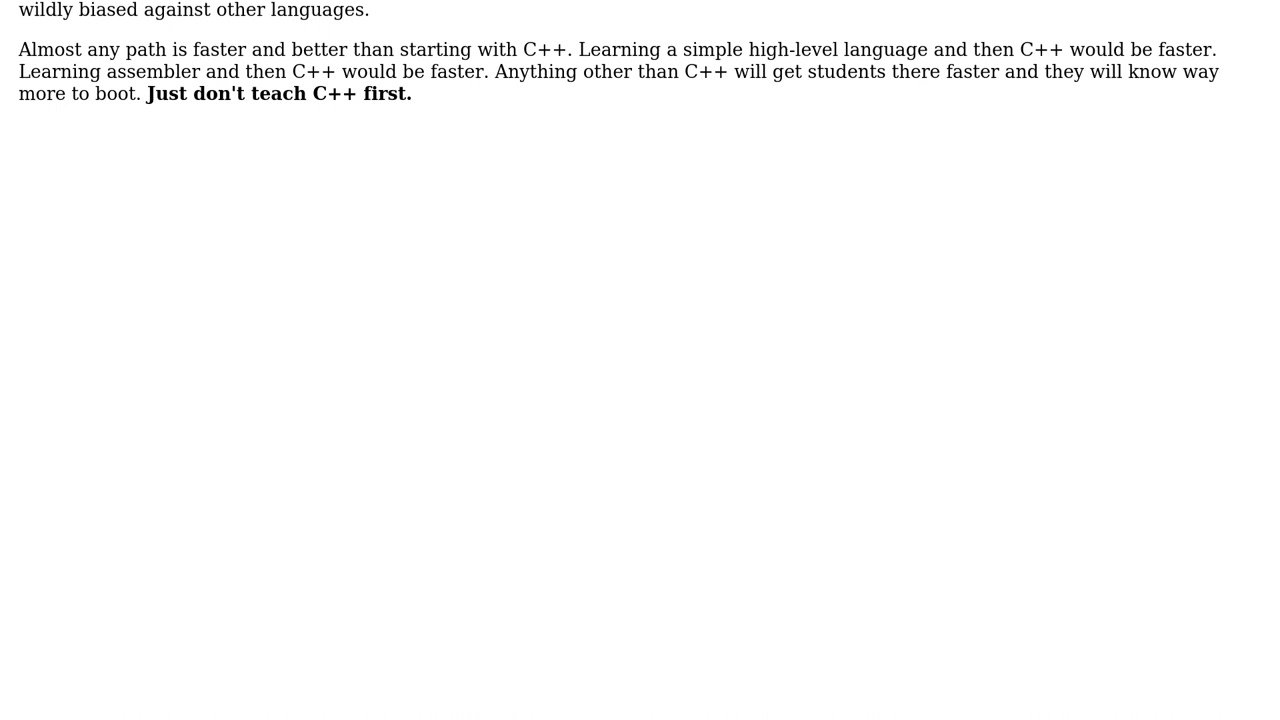 wildly biased against other languages.
Almost any path is faster and better than starting with C++. Learning a simple high-level language and then C++ would be faster.
Learning assembler and then C++ would be faster. Anything other than C++ will get students there faster and they will know way
more to boot. Just don't teach C++ first.